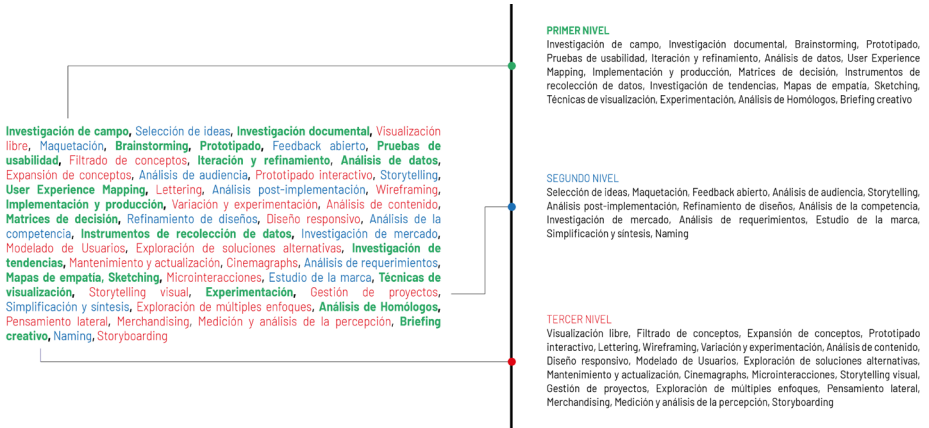 Investigación de campo, Selección de ideas, Investigación documental, Visualización
libre, Maquetación, Brainstorming, Prototipado, Feedback abierto, Pruebas de
usabilidad, Filtrado de conceptos, Iteración y refinamiento, Análisis de datos,
Expansión de conceptos, Análisis de audiencia, Prototipado interactivo, Storytelling,
User Experience Mapping, Lettering, Análisis post-implementación, Wireframing,
Implementación y producción, Variación y experimentación, Análisis de contenido,
Matrices de decisión, Refinamiento de diseños, Diseño responsivo, Análisis de la
competencia, Instrumentos de recolección de datos, Investigación de mercado,
Modelado de Usuarios, Exploración de soluciones alternativas, Investigación de
tendencias, Mantenimiento y actualización, Cinemagraphs, Análisis de requerimientos,
Mapas de empatía, Sketching, Microinteracciones, Estudio de la marca, Técnicas de
visualización, Storytelling visual, Experimentación, Gestión de proyectos,
Simplificación y síntesis, Exploración de múltiples enfoques, Análisis de Homólogos,
Pensamiento lateral, Merchandising, Medición y análisis de la percepción, Briefing
creativo, Naming, Storyboarding
PRIMER NIVEL
Investigación de campo, Investigación documental, Brainstorming, Prototipado,
Pruebas de usabilidad, Iteración y refinamiento, Análisis de datos, User Experience
Mapping, Implementación y producción, Matrices de decisión, Instrumentos de
recolección de datos, Investigación de tendencias, Mapas de empatía, Sketching,
Técnicas de visualización, Experimentación, Análisis de Homólogos, Briefing creativo
SEGUNDO NIVEL
Selección de ideas, Maquetación, Feedback abierto, Análisis de audiencia, Storytelling,
Análisis post-implementación, Refinamiento de diseños, Análisis de la competencia,
Investigación de mercado, Análisis de requerimientos, Estudio de la marca,
Simplificación y síntesis, Naming
TERCER NIVEL
Visualización libre, Filtrado de conceptos, Expansión de conceptos, Prototipado
interactivo, Lettering, Wireframing, Variación y experimentación, Análisis de contenido,
Diseño responsivo, Modelado de Usuarios, Exploración de soluciones alternativas,
Mantenimiento y actualización, Cinemagraphs, Microinteracciones, Storytelling visual,
Gestión de proyectos, Exploración de múltiples enfoques, Pensamiento lateral,
Merchandising, Medición y análisis de la percepción, Storyboarding